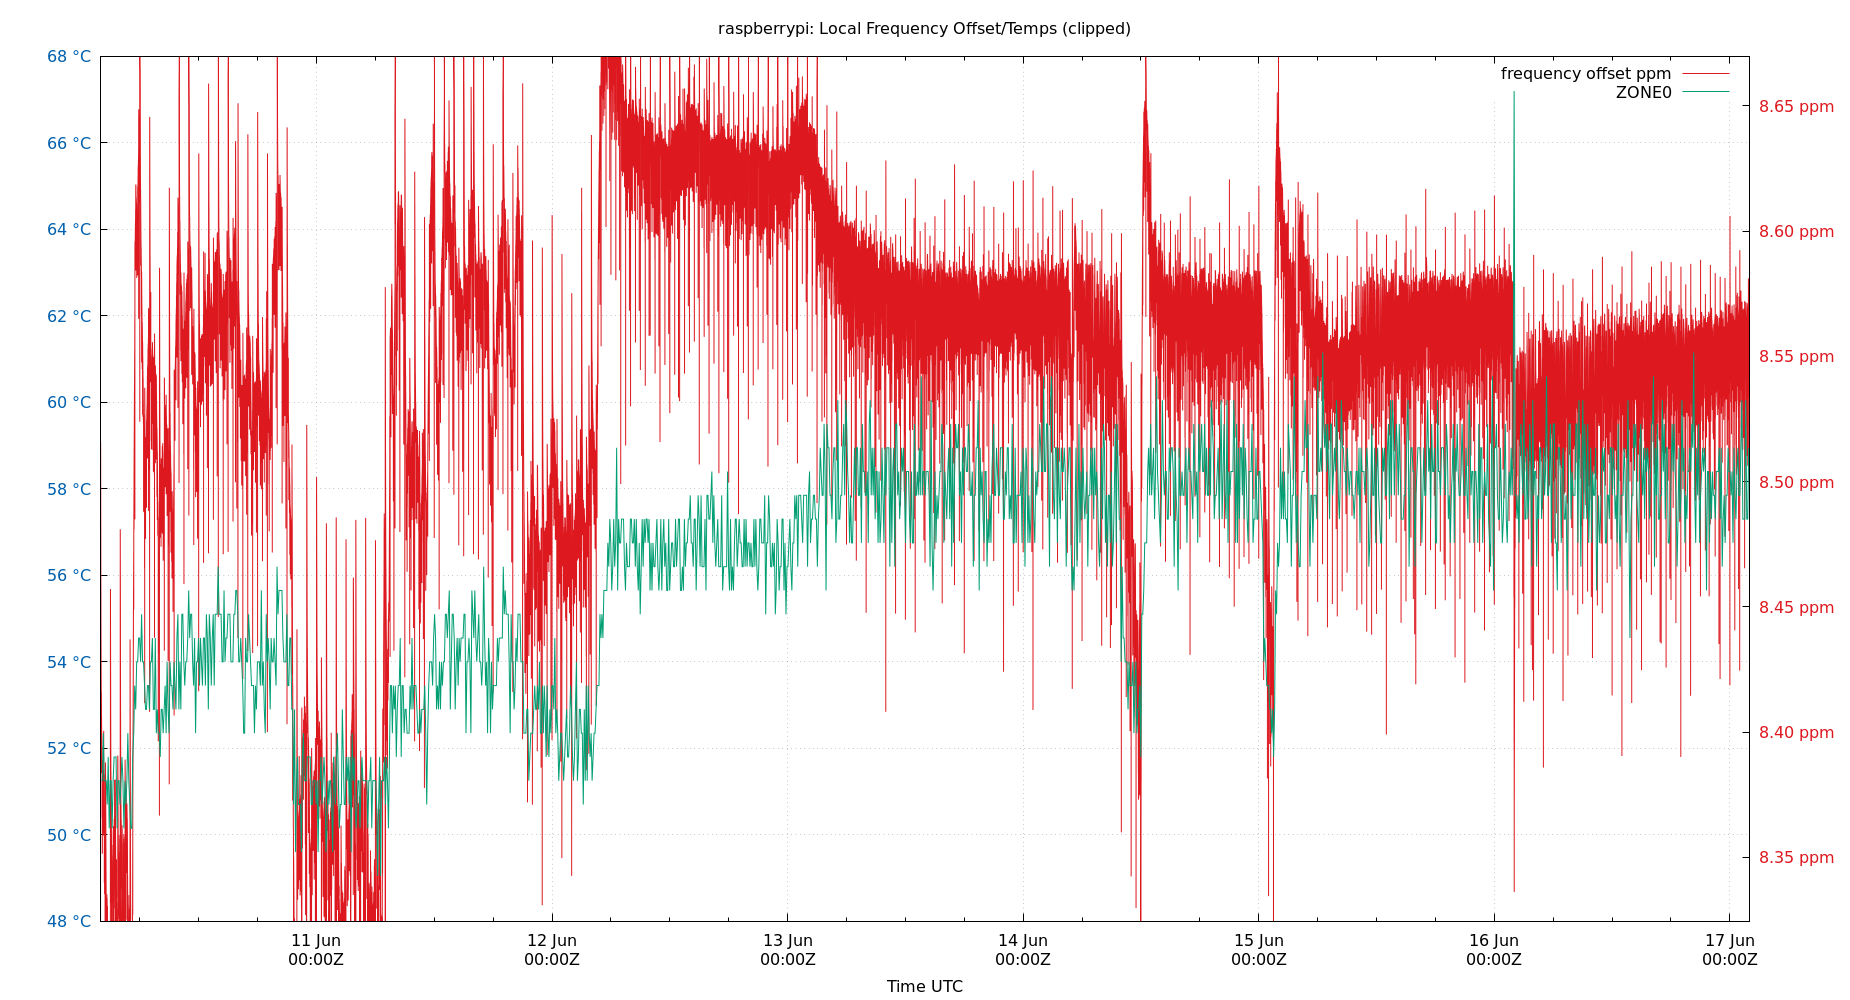 raspberrypi: Local Frequency Offset/Temps (clipped)
68 °C
66 °C
64 °C
62 °C
60 °C
58 °C
56 °C
54 °C
52 °C
50 °C
48 °C
frequency offset ppm
ZONE0
8.65 ppm
8.60 ppm
8.55 ppm
8.50 ppm
8.45 ppm
8.40 ppm
8.35 ppm
11 Jun
00:00Z
12 Jun
00:00Z
13 Jun
00:00Z
14 Jun
00:00Z
15 Jun
00:00Z
16 Jun
00:00Z
17 Jun
00:00Z
Time UTC